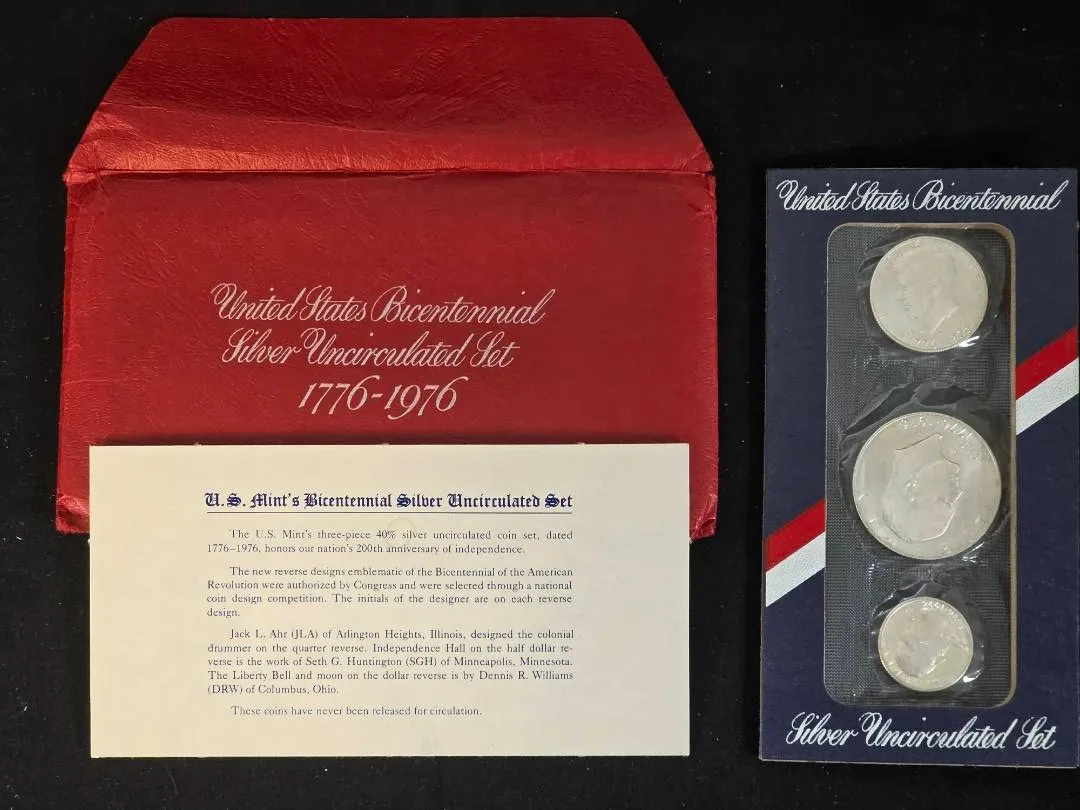 United States Bicentennial
Silver Uncirculated Set
1776-1976
U.S. Mint's Bicentennial Silver Uncirculated Set
The U.S. Mint's three-piece 40% silver uncirculated coin set, dated
1776–1976, honors our nation's 200th anniversary of independence.
The new reverse designs emblematic of the Bicentennial of the American
Revolution were authorized by Congress and were selected through a national
coin design competition. The initials of the designer are on each reverse
design.
Jack L. Ahr (JLA) of Arlington Heights, Illinois, designed the colonial
drummer on the quarter reverse. Independence Hall on the half dollar re-
verse is the work of Seth G. Huntington (SGH) of Minneapolis, Minnesota.
The Liberty Bell and moon on the dollar reverse is by Dennis R. Williams
(DRW) of Columbus, Ohio.
These coins have never been released for circulation.
United States Bicentennial
Silver Uncirculated Set